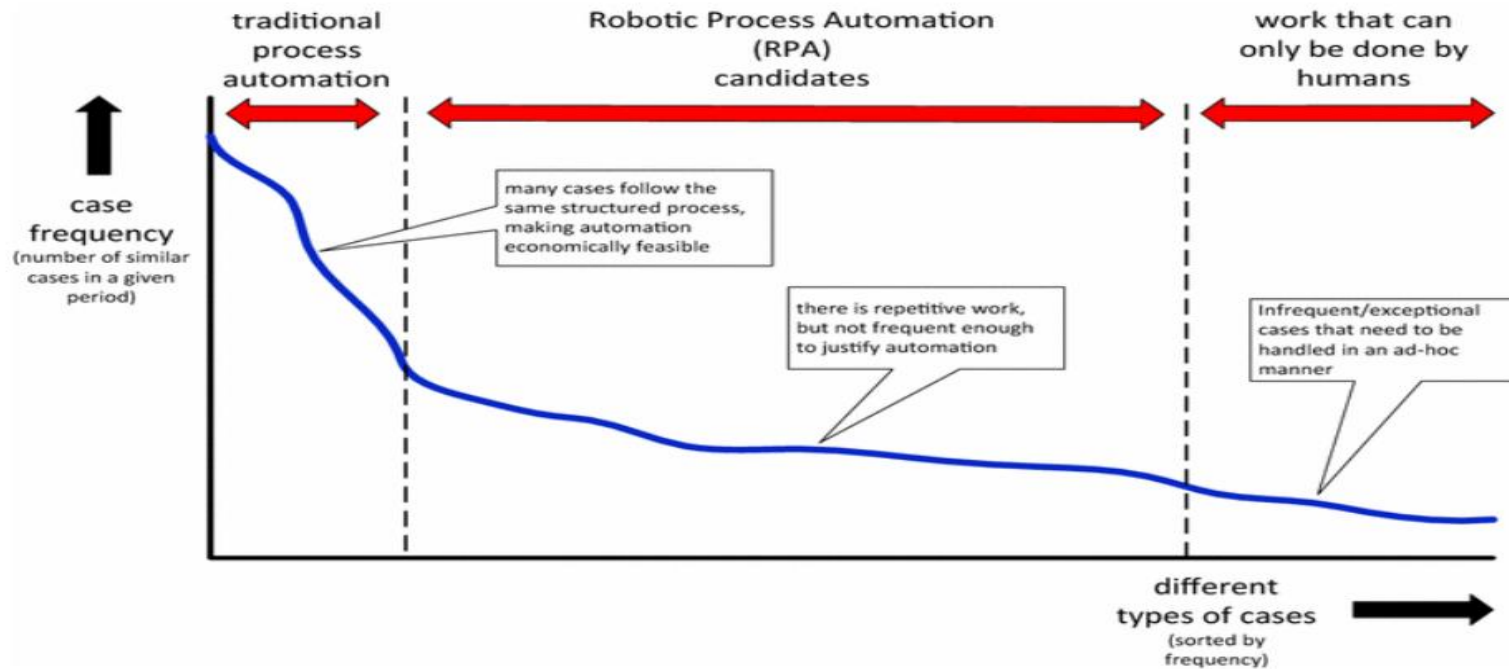 traditional
process
automation
Robotic Process Automation
(RPA)
candidates
work that can
only be done by
humans
case
frequency
(number of similar
cases in a given
period)
many cases follow the
same structured process,
making automation
economically feasible
there is repetitive work,
but not frequent enough
to justify automation
Infrequent/exceptional
cases that need to be
handled in an ad-hoc
manner
different
types of cases
(sorted by
frequency)